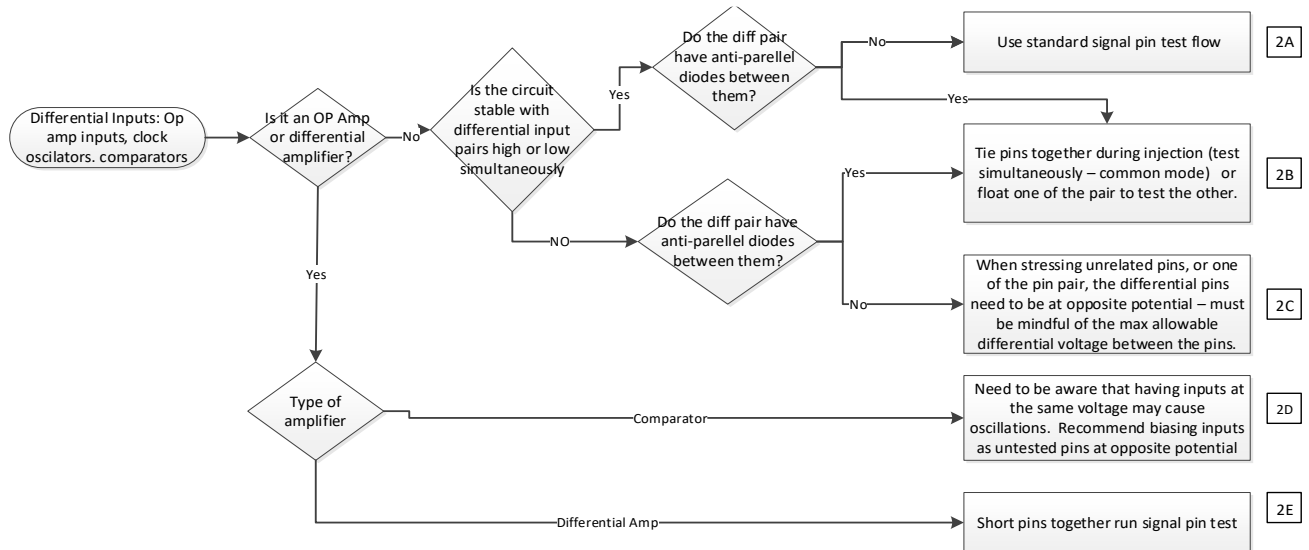 Differential Inputs: Op
amp inputs, clock
oscilators. comparators
Is it an OP Amp
or differential
amplifier?
No
Yes
Is the circuit
stable with
differential input
pairs high or low
simultaneously
Yes
NO
Do the diff pair
have anti-parellel
diodes between
them?
No
Yes
Use standard signal pin test flow
2A
Tie pins together during injection (test
simultaneously – common mode) or
float one of the pair to test the other.
2B
Do the diff pair have
anti-parellel diodes
between them?
Yes
No
When stressing unrelated pins, or one
of the pin pair, the differential pins
need to be at opposite potential – must
be mindful of the max allowable
differential voltage between the pins.
2C
Type of
amplifier
Comparator
Need to be aware that having inputs at
the same voltage may cause
oscillations. Recommend biasing inputs
as untested pins at opposite potential
2D
Differential Amp
Short pins together run signal pin test
2E